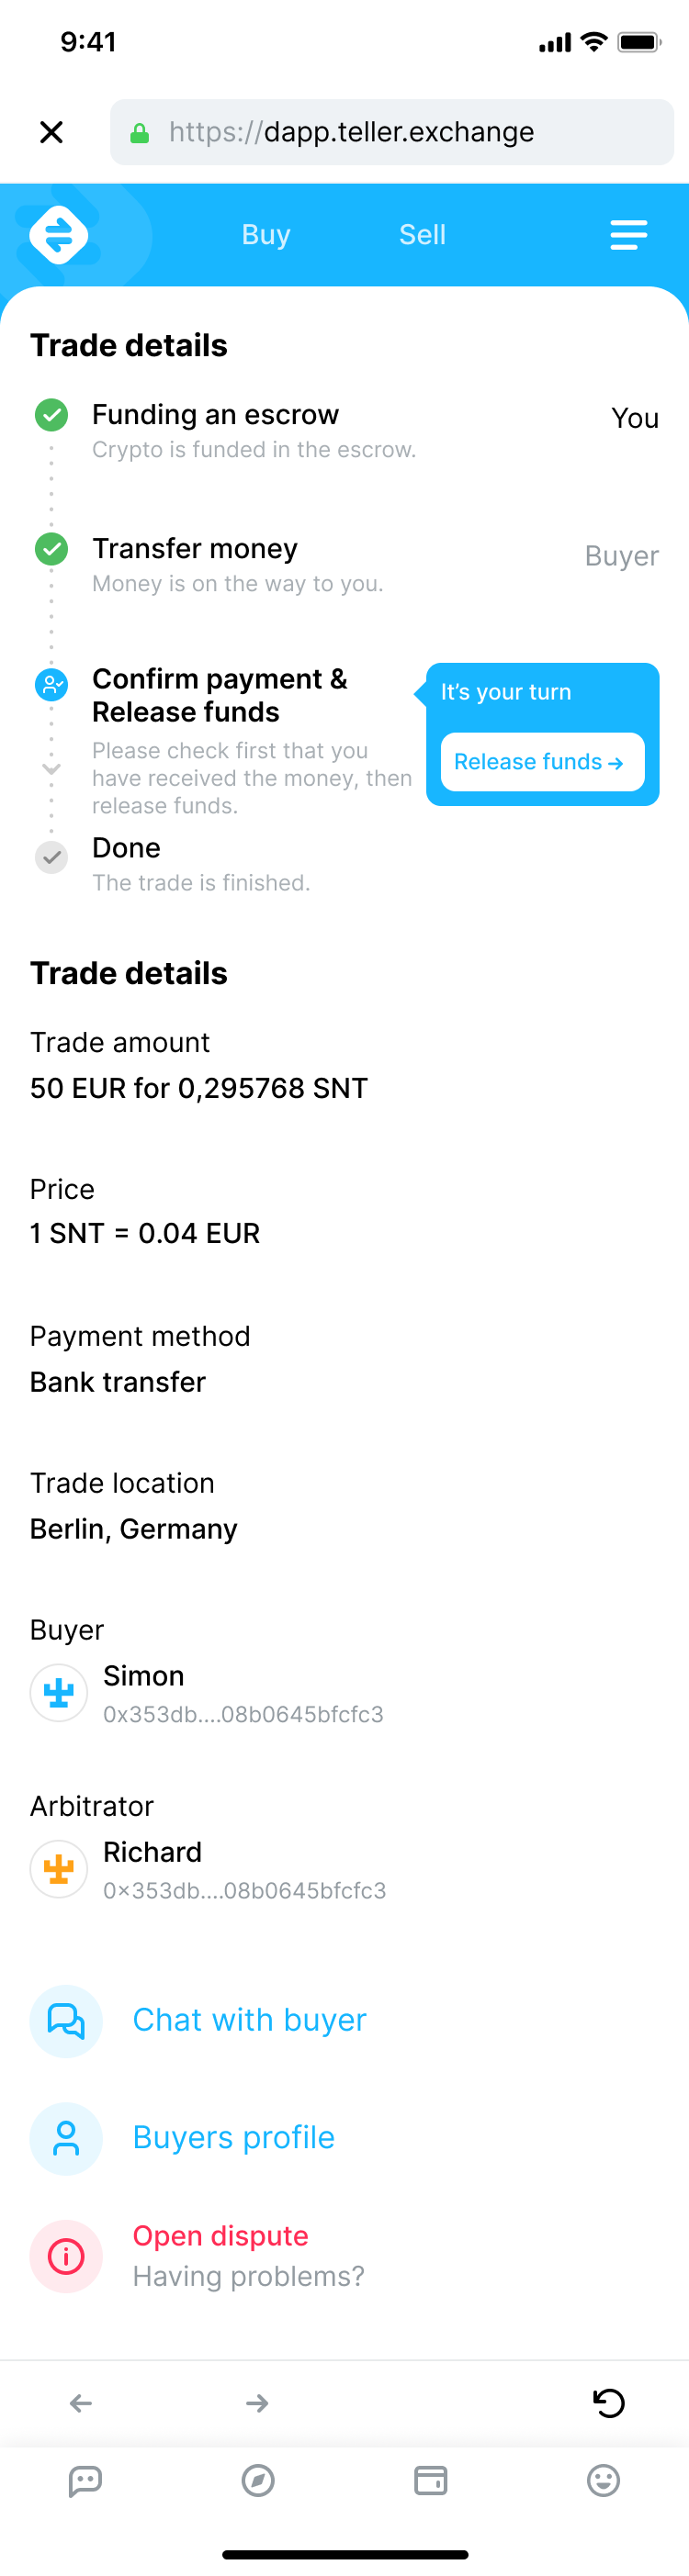 9:41
https://dapp.teller.exchange
Buy Sell
Trade details
Funding an escrow
You
Crypto is funded in the escrow.
Transfer money
Buyer
Money is on the way to you.
Confirm payment &
Release funds
Please check first that you
have received the money, then
release funds.
It’s your turn
Release funds →
Done
The trade is finished.
Trade details
Trade amount
50 EUR for 0,295768 SNT
Price
1 SNT = 0.04 EUR
Payment method
Bank transfer
Trade location
Berlin, Germany
Buyer
Simon
0x353db....08b0645bfcfc3
Arbitrator
Richard
0×353db....08b0645bfcfc3
Chat with buyer
Buyers profile
Open dispute
Having problems?